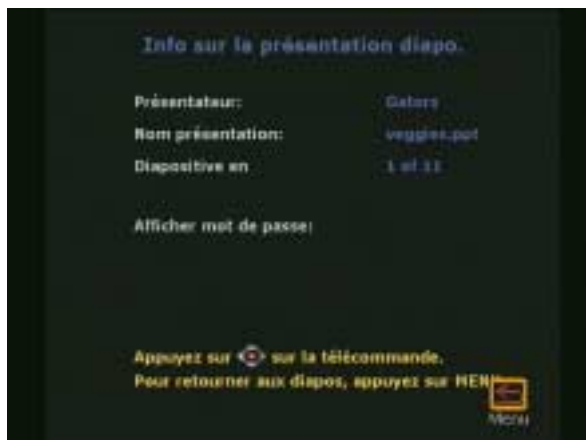 Info sur la présentation diapo.
Présentateur: Gators
Nom présentation: veggies.ppt
Diapositive en 1 of 11
Afficher mot de passe:
Appuyez sur sur la télécommande.
Pour retourner aux diapos, appuyez sur MENU
Menu